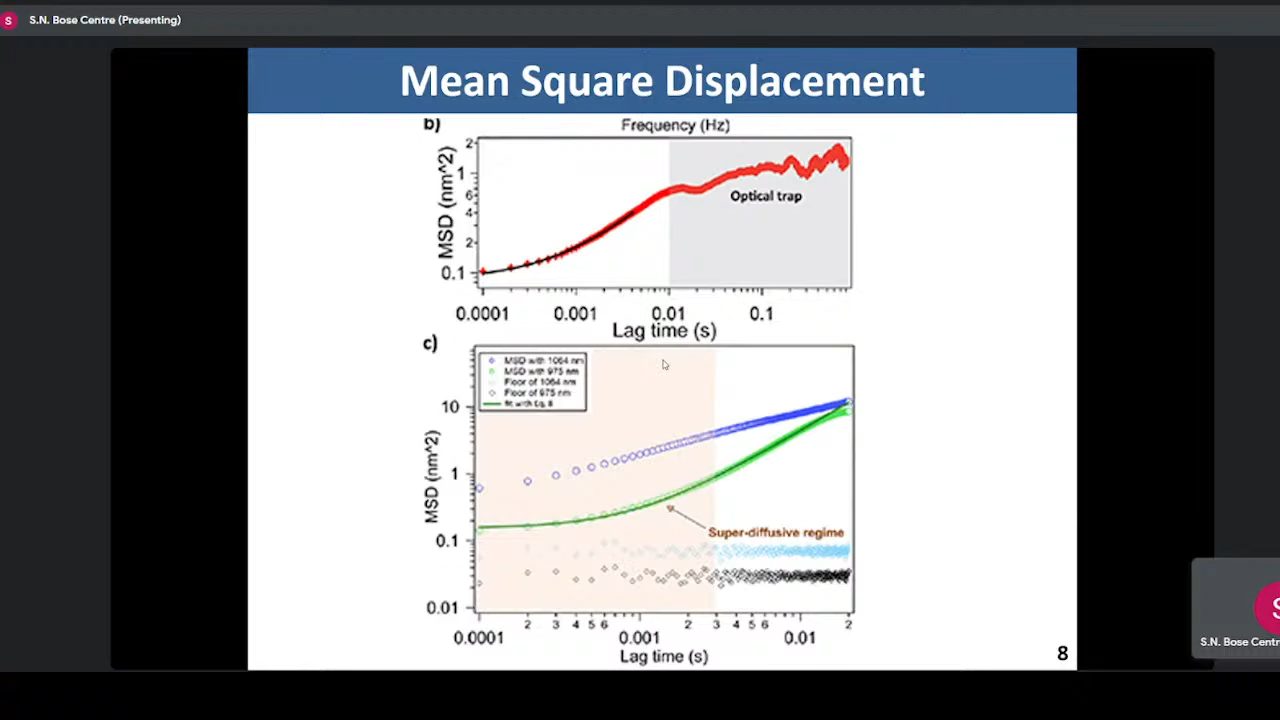 S
S.N. Bose Centre (Presenting)
Mean Square Displacement
b)
Frequency (Hz)
MSD (nm^2)
2
1
6
4
2
0.1
Optical trap
0.0001
0.001
0.01
0.1
Lag time (s)
c)
MSD with 1064 nm
MSD with 975 nm
Floor of 1064 nm
Floor of 975 nm
fit with Eq. 8
MSD (nm^2)
10
1
0.1
0.01
Super-diffusive regime
2
3
4
5
6
2
3
4
5
6
2
0.0001
0.001
0.01
Lag time (s)
8
S.N. Bose Centr